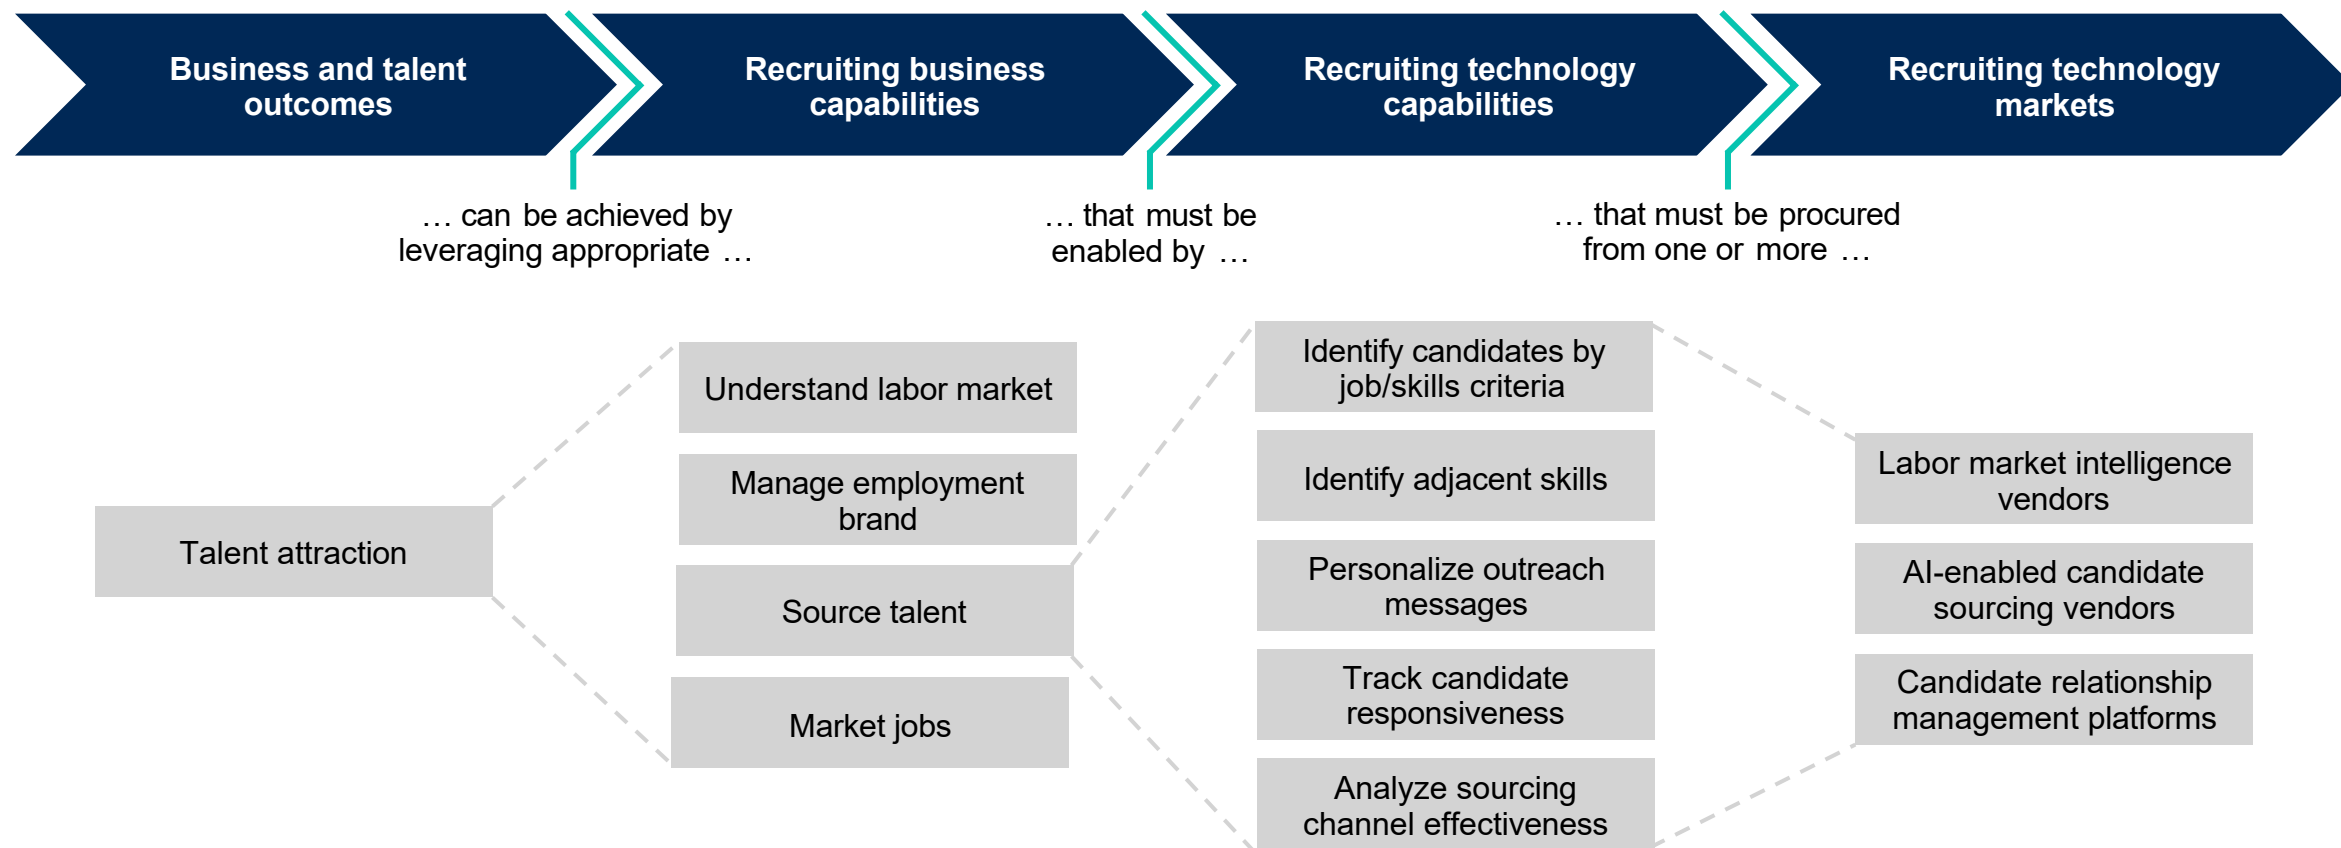 Business and talent
outcomes
Recruiting business
capabilities
Recruiting technology
capabilities
Recruiting technology
markets
… can be achieved by
leveraging appropriate …
… that must be
enabled by …
… that must be procured
from one or more …
Talent attraction
Understand labor market
Manage employment
brand
Source talent
Market jobs
Identify candidates by
job/skills criteria
Identify adjacent skills
Personalize outreach
messages
Track candidate
responsiveness
Analyze sourcing
channel effectiveness
Labor market intelligence
vendors
AI-enabled candidate
sourcing vendors
Candidate relationship
management platforms